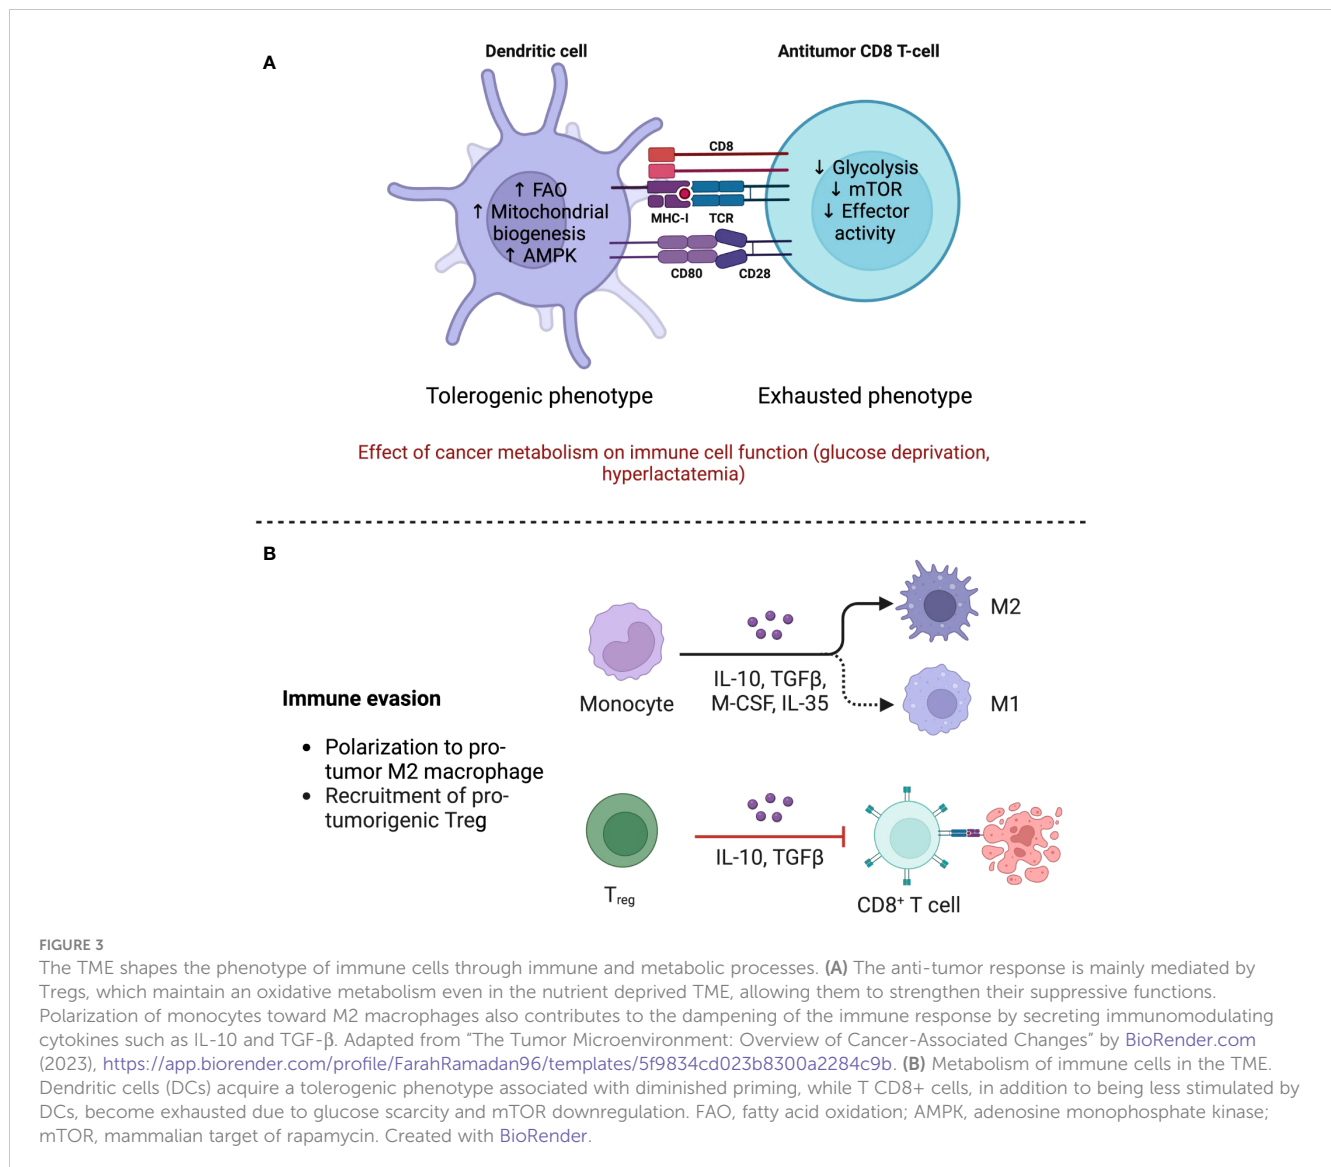 A
Dendritic cell
Antitumor CD8 T-cell
CD8
↑ FAO
↑ Mitochondrial
biogenesis
↑ AMPK
MHC-I
TCR
CD80
CD28
↓ Glycolysis
↓ mTOR
↓ Effector
activity
Tolerogenic phenotype
Exhausted phenotype
Effect of cancer metabolism on immune cell function (glucose deprivation,
hyperlactatemia)
B
Immune evasion
• Polarization to pro-
tumor M2 macrophage
• Recruitment of pro-
tumorigenic Treg
Monocyte
IL-10, TGFβ,
M-CSF, IL-35
M2
M1
Treg
IL-10, TGFβ
CD8⁺ T cell
FIGURE 3
The TME shapes the phenotype of immune cells through immune and metabolic processes. (A) The anti-tumor response is mainly mediated by
Tregs, which maintain an oxidative metabolism even in the nutrient deprived TME, allowing them to strengthen their suppressive functions.
Polarization of monocytes toward M2 macrophages also contributes to the dampening of the immune response by secreting immunomodulating
cytokines such as IL-10 and TGF-β. Adapted from “The Tumor Microenvironment: Overview of Cancer-Associated Changes” by BioRender.com
(2023), https://app.biorender.com/profile/FarahRamadan96/templates/5f9834cd023b8300a2284c9b. (B) Metabolism of immune cells in the TME.
Dendritic cells (DCs) acquire a tolerogenic phenotype associated with diminished priming, while T CD8+ cells, in addition to being less stimulated by
DCs, become exhausted due to glucose scarcity and mTOR downregulation. FAO, fatty acid oxidation; AMPK, adenosine monophosphate kinase;
mTOR, mammalian target of rapamycin. Created with BioRender.